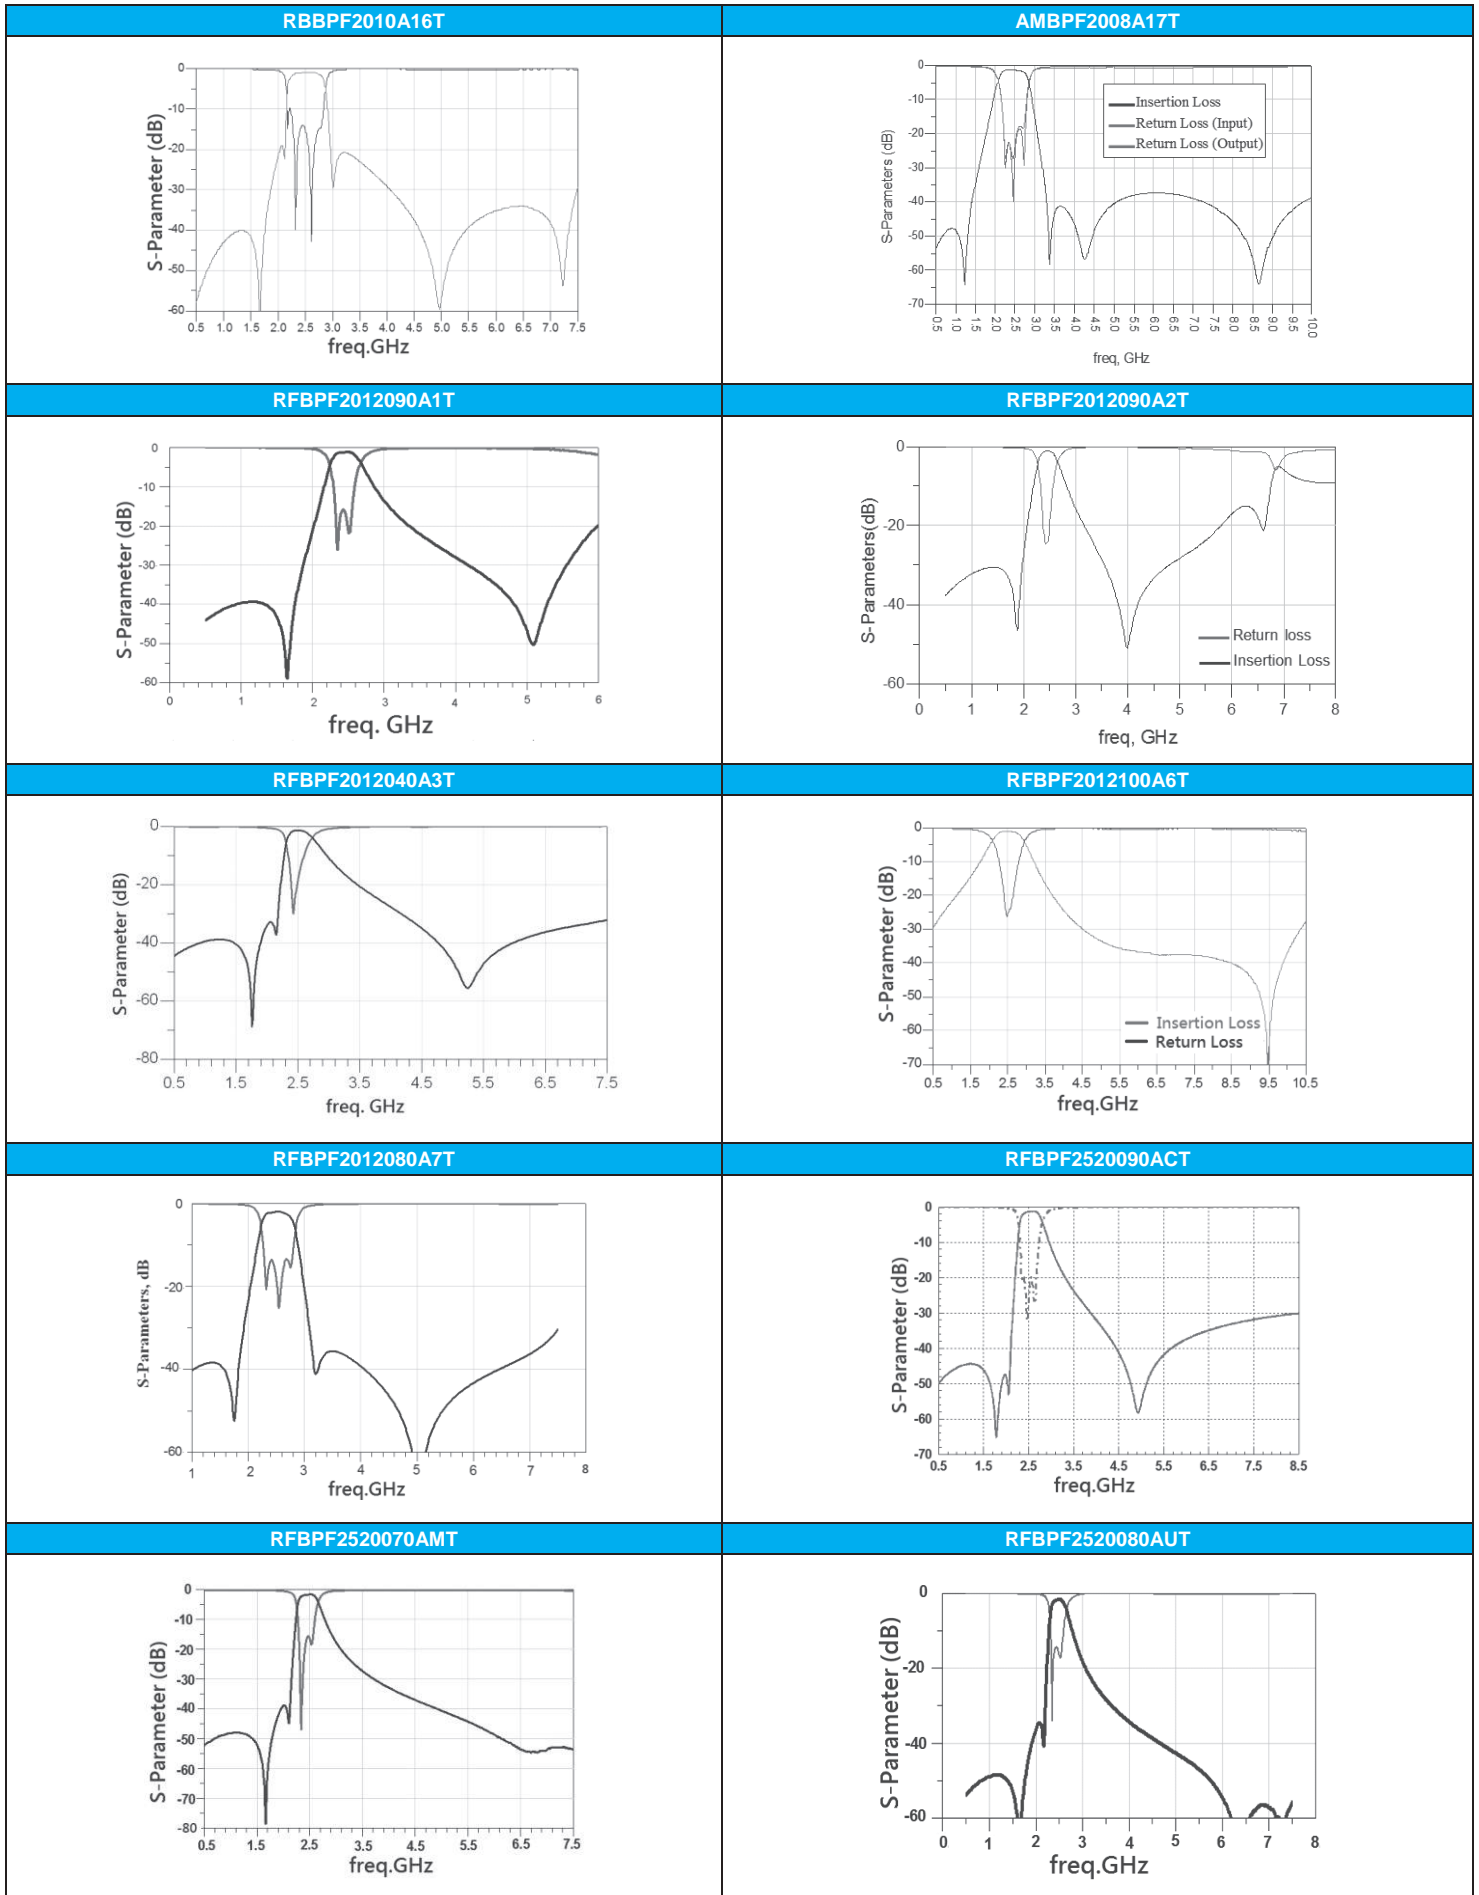 RBBPF2010A16T
S-Parameter (dB)
0
-10
-20
-30
-40
-50
-60
0.5 1.0 1.5 2.0 2.5 3.0 3.5 4.0 4.5 5.0 5.5 6.0 6.5 7.0 7.5
freq.GHz
AMBPF2008A17T
S-Parameters (dB)
0
-10
-20
-30
-40
-50
-60
-70
Insertion Loss
Return Loss (Input)
Return Loss (Output)
0.5 1.0 1.5 2.0 2.5 3.0 3.5 4.0 4.5 5.0 5.5 6.0 6.5 7.0 7.5 8.0 8.5 9.0 9.5 10.0
freq, GHz
RFBPF2012090A1T
S-Parameter (dB)
0
-10
-20
-30
-40
-50
-60
0 1 2 3 4 5 6
freq. GHz
RFBPF2012090A2T
S-Parameters(dB)
0
-20
-40
-60
Return loss
Insertion Loss
0 1 2 3 4 5 6 7 8
freq, GHz
RFBPF2012040A3T
S-Parameter (dB)
0
-20
-40
-60
-80
0.5 1.5 2.5 3.5 4.5 5.5 6.5 7.5
freq. GHz
RFBPF2012100A6T
S-Parameter (dB)
0
-10
-20
-30
-40
-50
-60
-70
Insertion Loss
Return Loss
0.5 1.5 2.5 3.5 4.5 5.5 6.5 7.5 8.5 9.5 10.5
freq.GHz
RFBPF2012080A7T
S-Parameters, dB
0
-20
-40
-60
1 2 3 4 5 6 7 8
freq.GHz
RFBPF2520090ACT
S-Parameter (dB)
0
-10
-20
-30
-40
-50
-60
-70
0.5 1.5 2.5 3.5 4.5 5.5 6.5 7.5 8.5
freq.GHz
RFBPF2520070AMT
S-Parameter (dB)
0
-10
-20
-30
-40
-50
-60
-70
-80
0.5 1.5 2.5 3.5 4.5 5.5 6.5 7.5
freq.GHz
RFBPF2520080AUT
S-Parameter (dB)
0
-20
-40
-60
0 1 2 3 4 5 6 7 8
freq.GHz